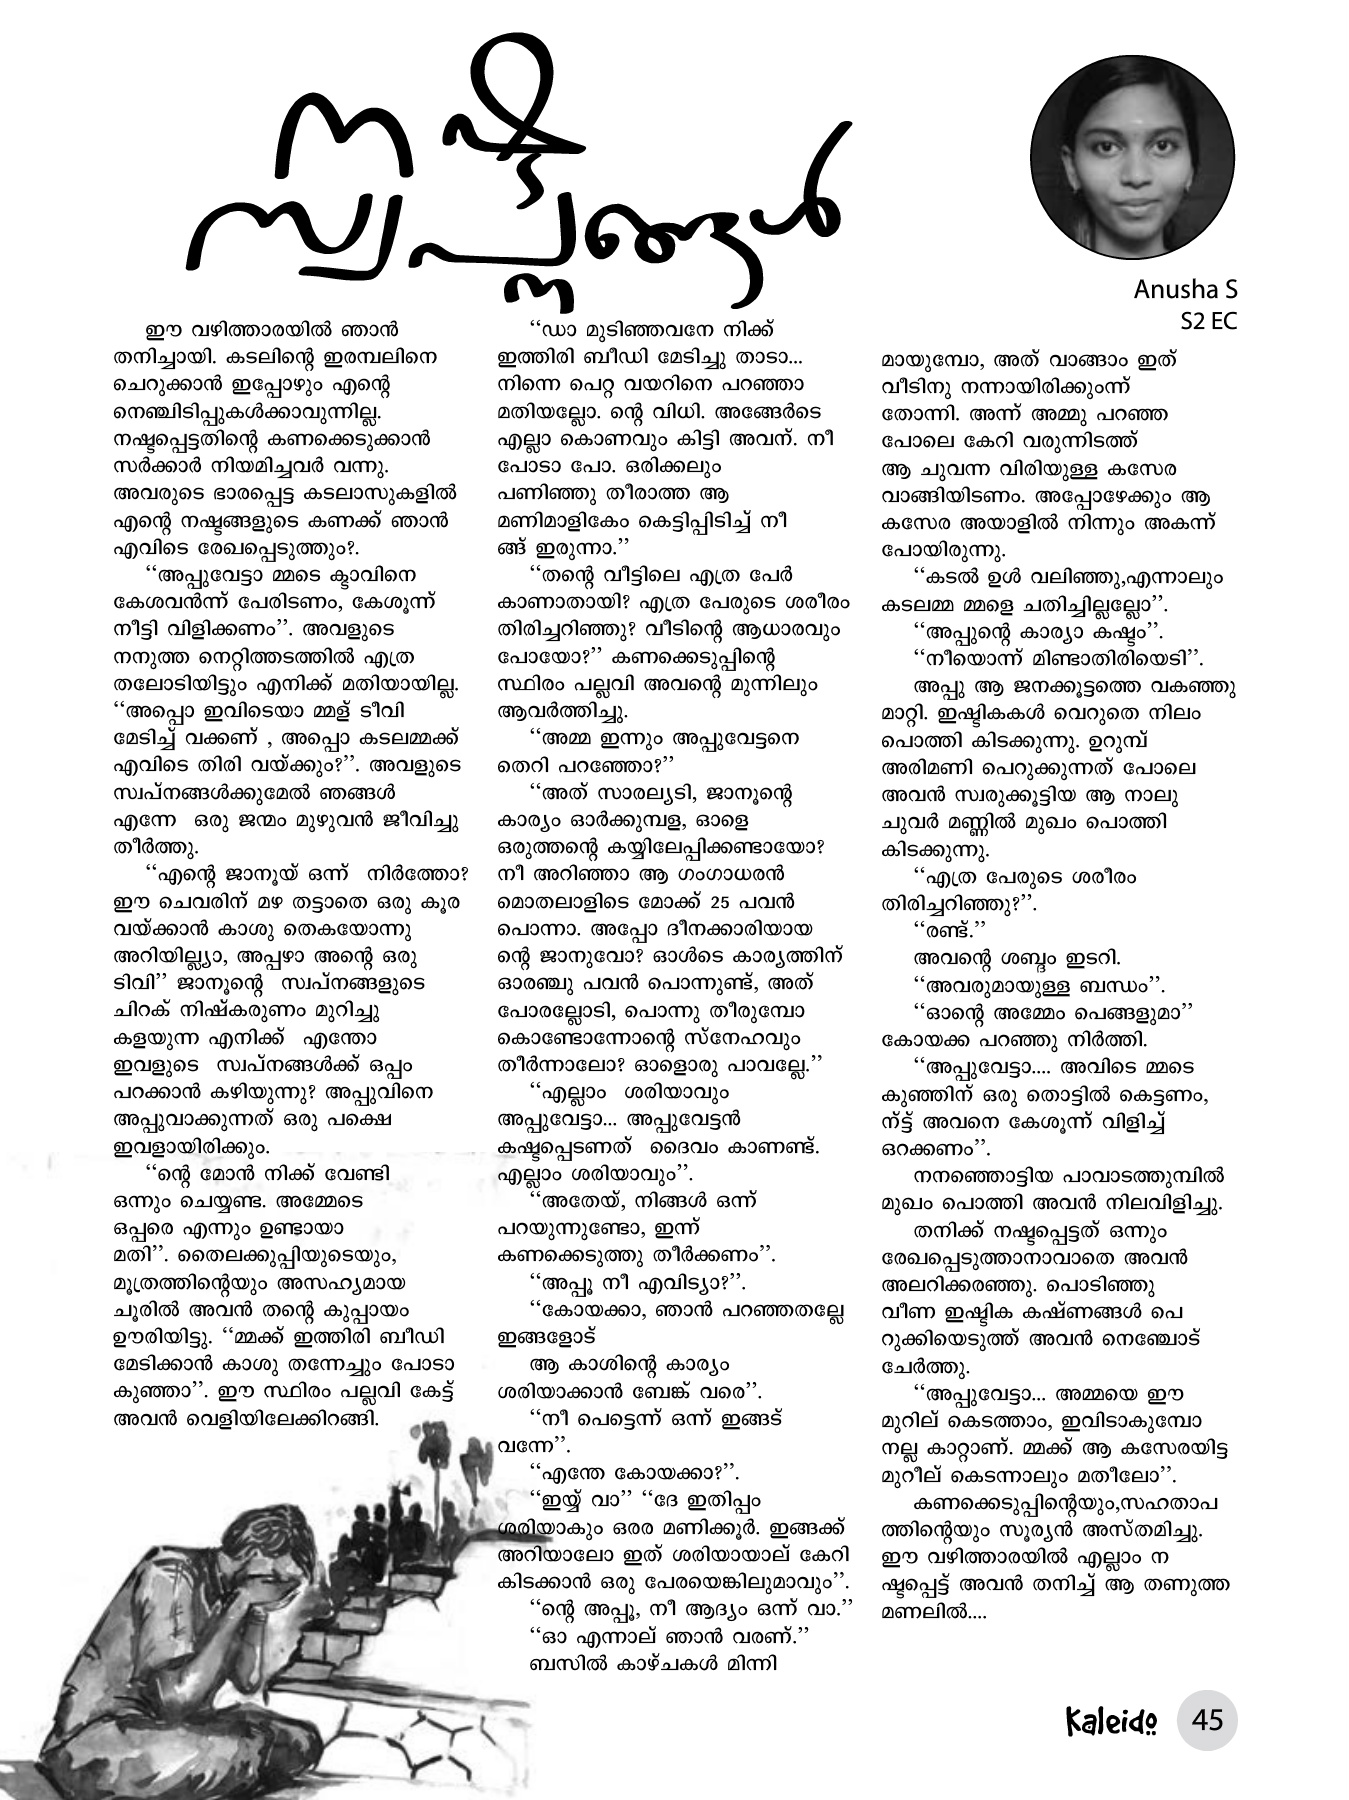 നഷ്ട
സ്വപ്നങ്ങൾ
Anusha S
S2 EC
ഈ വഴിത്താരയിൽ ഞാൻ
തനിച്ചായി. കടലിന്റെ ഇരമ്പലിനെ
ചെറുക്കാൻ ഇപ്പോഴും എന്റെ
നെഞ്ചിടിപ്പുകൾക്കാവുന്നില്ല.
നഷ്ടപ്പെട്ടതിന്റെ കണക്കെടുക്കാൻ
സർക്കാർ നിയമിച്ചവർ വന്നു.
അവരുടെ ഭാരപ്പെട്ട കടലാസുകളിൽ
എന്റെ നഷ്ടങ്ങളുടെ കണക്ക് ഞാൻ
എവിടെ രേഖപ്പെടുത്തും?.
‘‘അപ്പുവേട്ടാ മ്മടെ ക്ടാവിനെ
കേശവൻന്ന് പേരിടണം, കേശൂന്ന്
നീട്ടി വിളിക്കണം’’. അവളുടെ
നനുത്ത നെറ്റിത്തടത്തിൽ എത്ര
തലോടിയിട്ടും എനിക്ക് മതിയായില്ല.
‘‘അപ്പൊ ഇവിടെയാ മ്മള് ടീവി
മേടിച്ച് വക്കണ് , അപ്പൊ കടലമ്മക്ക്
എവിടെ തിരി വയ്ക്കും?’’. അവളുടെ
സ്വപ്നങ്ങൾക്കുമേൽ ഞങ്ങൾ
എന്നേ ഒരു ജന്മം മുഴുവൻ ജീവിച്ചു
തീർത്തു.
‘‘എന്റെ ജാനൂയ് ഒന്ന് നിർത്തോ?
ഈ ചെവരിന് മഴ തട്ടാതെ ഒരു കൂര
വയ്ക്കാൻ കാശു തെകയോന്നു
അറിയില്ല്യാ, അപ്പഴാ അന്റെ ഒരു
ടിവി’’ ജാനൂന്റെ സ്വപ്നങ്ങളുടെ
ചിറക് നിഷ്കരുണം മുറിച്ചു
കളയുന്ന എനിക്ക് എന്തോ
ഇവളുടെ സ്വപ്നങ്ങൾക്ക് ഒപ്പം
പറക്കാൻ കഴിയുന്നു? അപ്പുവിനെ
അപ്പുവാക്കുന്നത് ഒരു പക്ഷെ
ഇവളായിരിക്കും.
‘‘ന്റെ മോൻ നിക്ക് വേണ്ടി
ഒന്നും ചെയ്യണ്ട. അമ്മേടെ
ഒപ്പരെ എന്നും ഉണ്ടായാ
മതി’’. തൈലക്കുപ്പിയുടെയും,
മൂത്രത്തിന്റെയും അസഹ്യമായ
ചൂരിൽ അവൻ തന്റെ കുപ്പായം
ഊരിയിട്ടു. ‘‘മ്മക്ക് ഇത്തിരി ബീഡി
മേടിക്കാൻ കാശു തന്നേച്ചും പോടാ
കുഞ്ഞാ’’. ഈ സ്ഥിരം പല്ലവി കേട്ട്
അവൻ വെളിയിലേക്കിറങ്ങി.
‘‘ഡാ മുടിഞ്ഞവനേ നിക്ക്
ഇത്തിരി ബീഡി മേടിച്ചു താടാ...
നിന്നെ പെറ്റ വയറിനെ പറഞ്ഞാ
മതിയല്ലോ. ന്റെ വിധി. അങ്ങേർടെ
എല്ലാ കൊണവും കിട്ടി അവന്. നീ
പോടാ പോ. ഒരിക്കലും
പണിഞ്ഞു തീരാത്ത ആ
മണിമാളികേം കെട്ടിപ്പിടിച്ച് നീ
ങ്ങ് ഇരുന്നാ.’’
‘‘തന്റെ വീട്ടിലെ എത്ര പേർ
കാണാതായി? എത്ര പേരുടെ ശരീരം
തിരിച്ചറിഞ്ഞു? വീടിന്റെ ആധാരവും
പോയോ?’’ കണക്കെടുപ്പിന്റെ
സ്ഥിരം പല്ലവി അവന്റെ മുന്നിലും
ആവർത്തിച്ചു.
‘‘അമ്മ ഇന്നും അപ്പുവേട്ടനെ
തെറി പറഞ്ഞോ?’’
‘‘അത് സാരല്യടി, ജാനൂന്റെ
കാര്യം ഓർക്കുമ്പള, ഓളെ
ഒരുത്തന്റെ കയ്യിലേപ്പിക്കണ്ടായോ?
നീ അറിഞ്ഞാ ആ ഗംഗാധരൻ
മൊതലാളിടെ മോക്ക് 25 പവൻ
പൊന്നാ. അപ്പോ ദീനക്കാരിയായ
ന്റെ ജാനുവോ? ഓൾടെ കാര്യത്തിന്
ഓരഞ്ചു പവൻ പൊന്നുണ്ട്, അത്
പോരല്ലോടി, പൊന്നു തീരുമ്പോ
കൊണ്ടോന്നോന്റെ സ്നേഹവും
തീർന്നാലോ? ഓളൊരു പാവല്ലേ.’’
‘‘എല്ലാം ശരിയാവും
അപ്പുവേട്ടാ... അപ്പുവേട്ടൻ
കഷ്ടപ്പെടണത് ദൈവം കാണണ്ട്.
എല്ലാം ശരിയാവും’’.
‘‘അതേയ്, നിങ്ങൾ ഒന്ന്
പറയുന്നുണ്ടോ, ഇന്ന്
കണക്കെടുത്തു തീർക്കണം’’.
‘‘അപ്പൂ നീ എവിട്യാ?’’.
‘‘കോയക്കാ, ഞാൻ പറഞ്ഞതല്ലേ
ഇങ്ങളോട്
ആ കാശിന്റെ കാര്യം
ശരിയാക്കാൻ ബേങ്ക് വരെ’’.
‘‘നീ പെട്ടെന്ന് ഒന്ന് ഇങ്ങട്
വന്നേ’’.
‘‘എന്തേ കോയക്കാ?’’.
‘‘ഇയ്യ് വാ’’ ‘‘ദേ ഇതിപ്പം
ശരിയാകും ഒരര മണിക്കൂർ. ഇങ്ങക്ക്
അറിയാലോ ഇത് ശരിയായാല് കേറി
കിടക്കാൻ ഒരു പേരയെങ്കിലുമാവും’’.
‘‘ന്റെ അപ്പൂ, നീ ആദ്യം ഒന്ന് വാ.’’
‘‘ഓ എന്നാല് ഞാൻ വരണ്.’’
ബസിൽ കാഴ്ചകൾ മിന്നി
മായുമ്പോ, അത് വാങ്ങാം ഇത്
വീടിനു നന്നായിരിക്കുംന്ന്
തോന്നി. അന്ന് അമ്മു പറഞ്ഞ
പോലെ കേറി വരുന്നിടത്ത്
ആ ചുവന്ന വിരിയുള്ള കസേര
വാങ്ങിയിടണം. അപ്പോഴേക്കും ആ
കസേര അയാളിൽ നിന്നും അകന്ന്
പോയിരുന്നു.
‘‘കടൽ ഉൾ വലിഞ്ഞു,എന്നാലും
കടലമ്മ മ്മളെ ചതിച്ചില്ലല്ലോ’’.
‘‘അപ്പുന്റെ കാര്യാ കഷ്ടം’’.
‘‘നീയൊന്ന് മിണ്ടാതിരിയെടി’’.
അപ്പു ആ ജനക്കൂട്ടത്തെ വകഞ്ഞു
മാറ്റി. ഇഷ്ടികകൾ വെറുതെ നിലം
പൊത്തി കിടക്കുന്നു. ഉറുമ്പ്
അരിമണി പെറുക്കുന്നത് പോലെ
അവൻ സ്വരുക്കൂട്ടിയ ആ നാലു
ചുവർ മണ്ണിൽ മുഖം പൊത്തി
കിടക്കുന്നു.
‘‘എത്ര പേരുടെ ശരീരം
തിരിച്ചറിഞ്ഞു?’’.
‘‘രണ്ട്.’’
അവന്റെ ശബ്ദം ഇടറി.
‘‘അവരുമായുള്ള ബന്ധം’’.
‘‘ഓന്റെ അമ്മേം പെങ്ങളുമാ’’
കോയക്ക പറഞ്ഞു നിർത്തി.
‘‘അപ്പുവേട്ടാ.... അവിടെ മ്മടെ
കുഞ്ഞിന് ഒരു തൊട്ടിൽ കെട്ടണം,
ന്ട്ട് അവനെ കേശൂന്ന് വിളിച്ച്
ഒറക്കണം’’.
നനഞ്ഞൊട്ടിയ പാവാടത്തുമ്പിൽ
മുഖം പൊത്തി അവൻ നിലവിളിച്ചു.
തനിക്ക് നഷ്ടപ്പെട്ടത് ഒന്നും
രേഖപ്പെടുത്താനാവാതെ അവൻ
അലറിക്കരഞ്ഞു. പൊടിഞ്ഞു
വീണ ഇഷ്ടിക കഷ്ണങ്ങൾ പെ
റുക്കിയെടുത്ത് അവൻ നെഞ്ചോട്
ചേർത്തു.
‘‘അപ്പുവേട്ടാ... അമ്മയെ ഈ
മുറില് കെടത്താം, ഇവിടാകുമ്പോ
നല്ല കാറ്റാണ്. മ്മക്ക് ആ കസേരയിട്ട
മുറീല് കെടന്നാലും മതീലോ’’.
കണക്കെടുപ്പിന്റെയും,സഹതാപ
ത്തിന്റെയും സൂര്യൻ അസ്തമിച്ചു.
ഈ വഴിത്താരയിൽ എല്ലാം ന
ഷ്ടപ്പെട്ട് അവൻ തനിച്ച് ആ തണുത്ത
മണലിൽ....
Kaleido 45